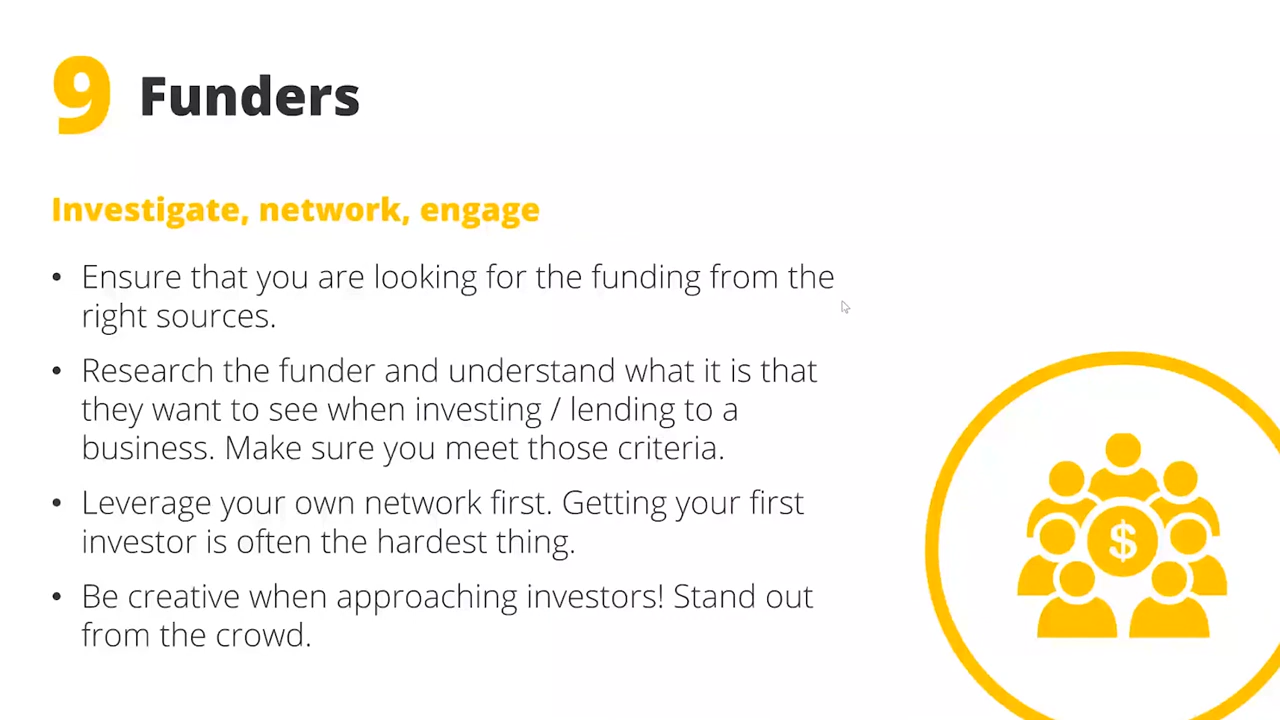 9 Funders
Investigate, network, engage
• Ensure that you are looking for the funding from the
right sources.
• Research the funder and understand what it is that
they want to see when investing / lending to a
business. Make sure you meet those criteria.
• Leverage your own network first. Getting your first
investor is often the hardest thing.
• Be creative when approaching investors! Stand out
from the crowd.
$